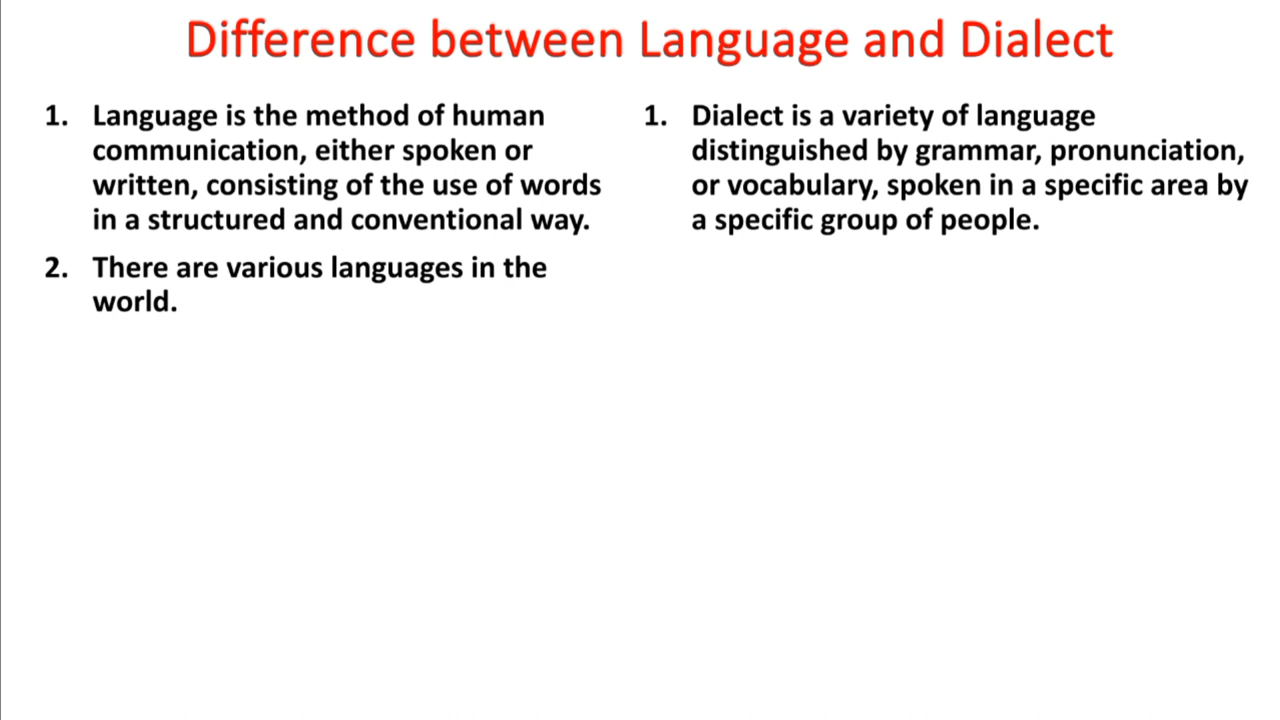 Difference between Language and Dialect
1. Language is the method of human
communication, either spoken or
written, consisting of the use of words
in a structured and conventional way.
2. There are various languages in the
world.
1. Dialect is a variety of language
distinguished by grammar, pronunciation,
or vocabulary, spoken in a specific area by
a specific group of people.